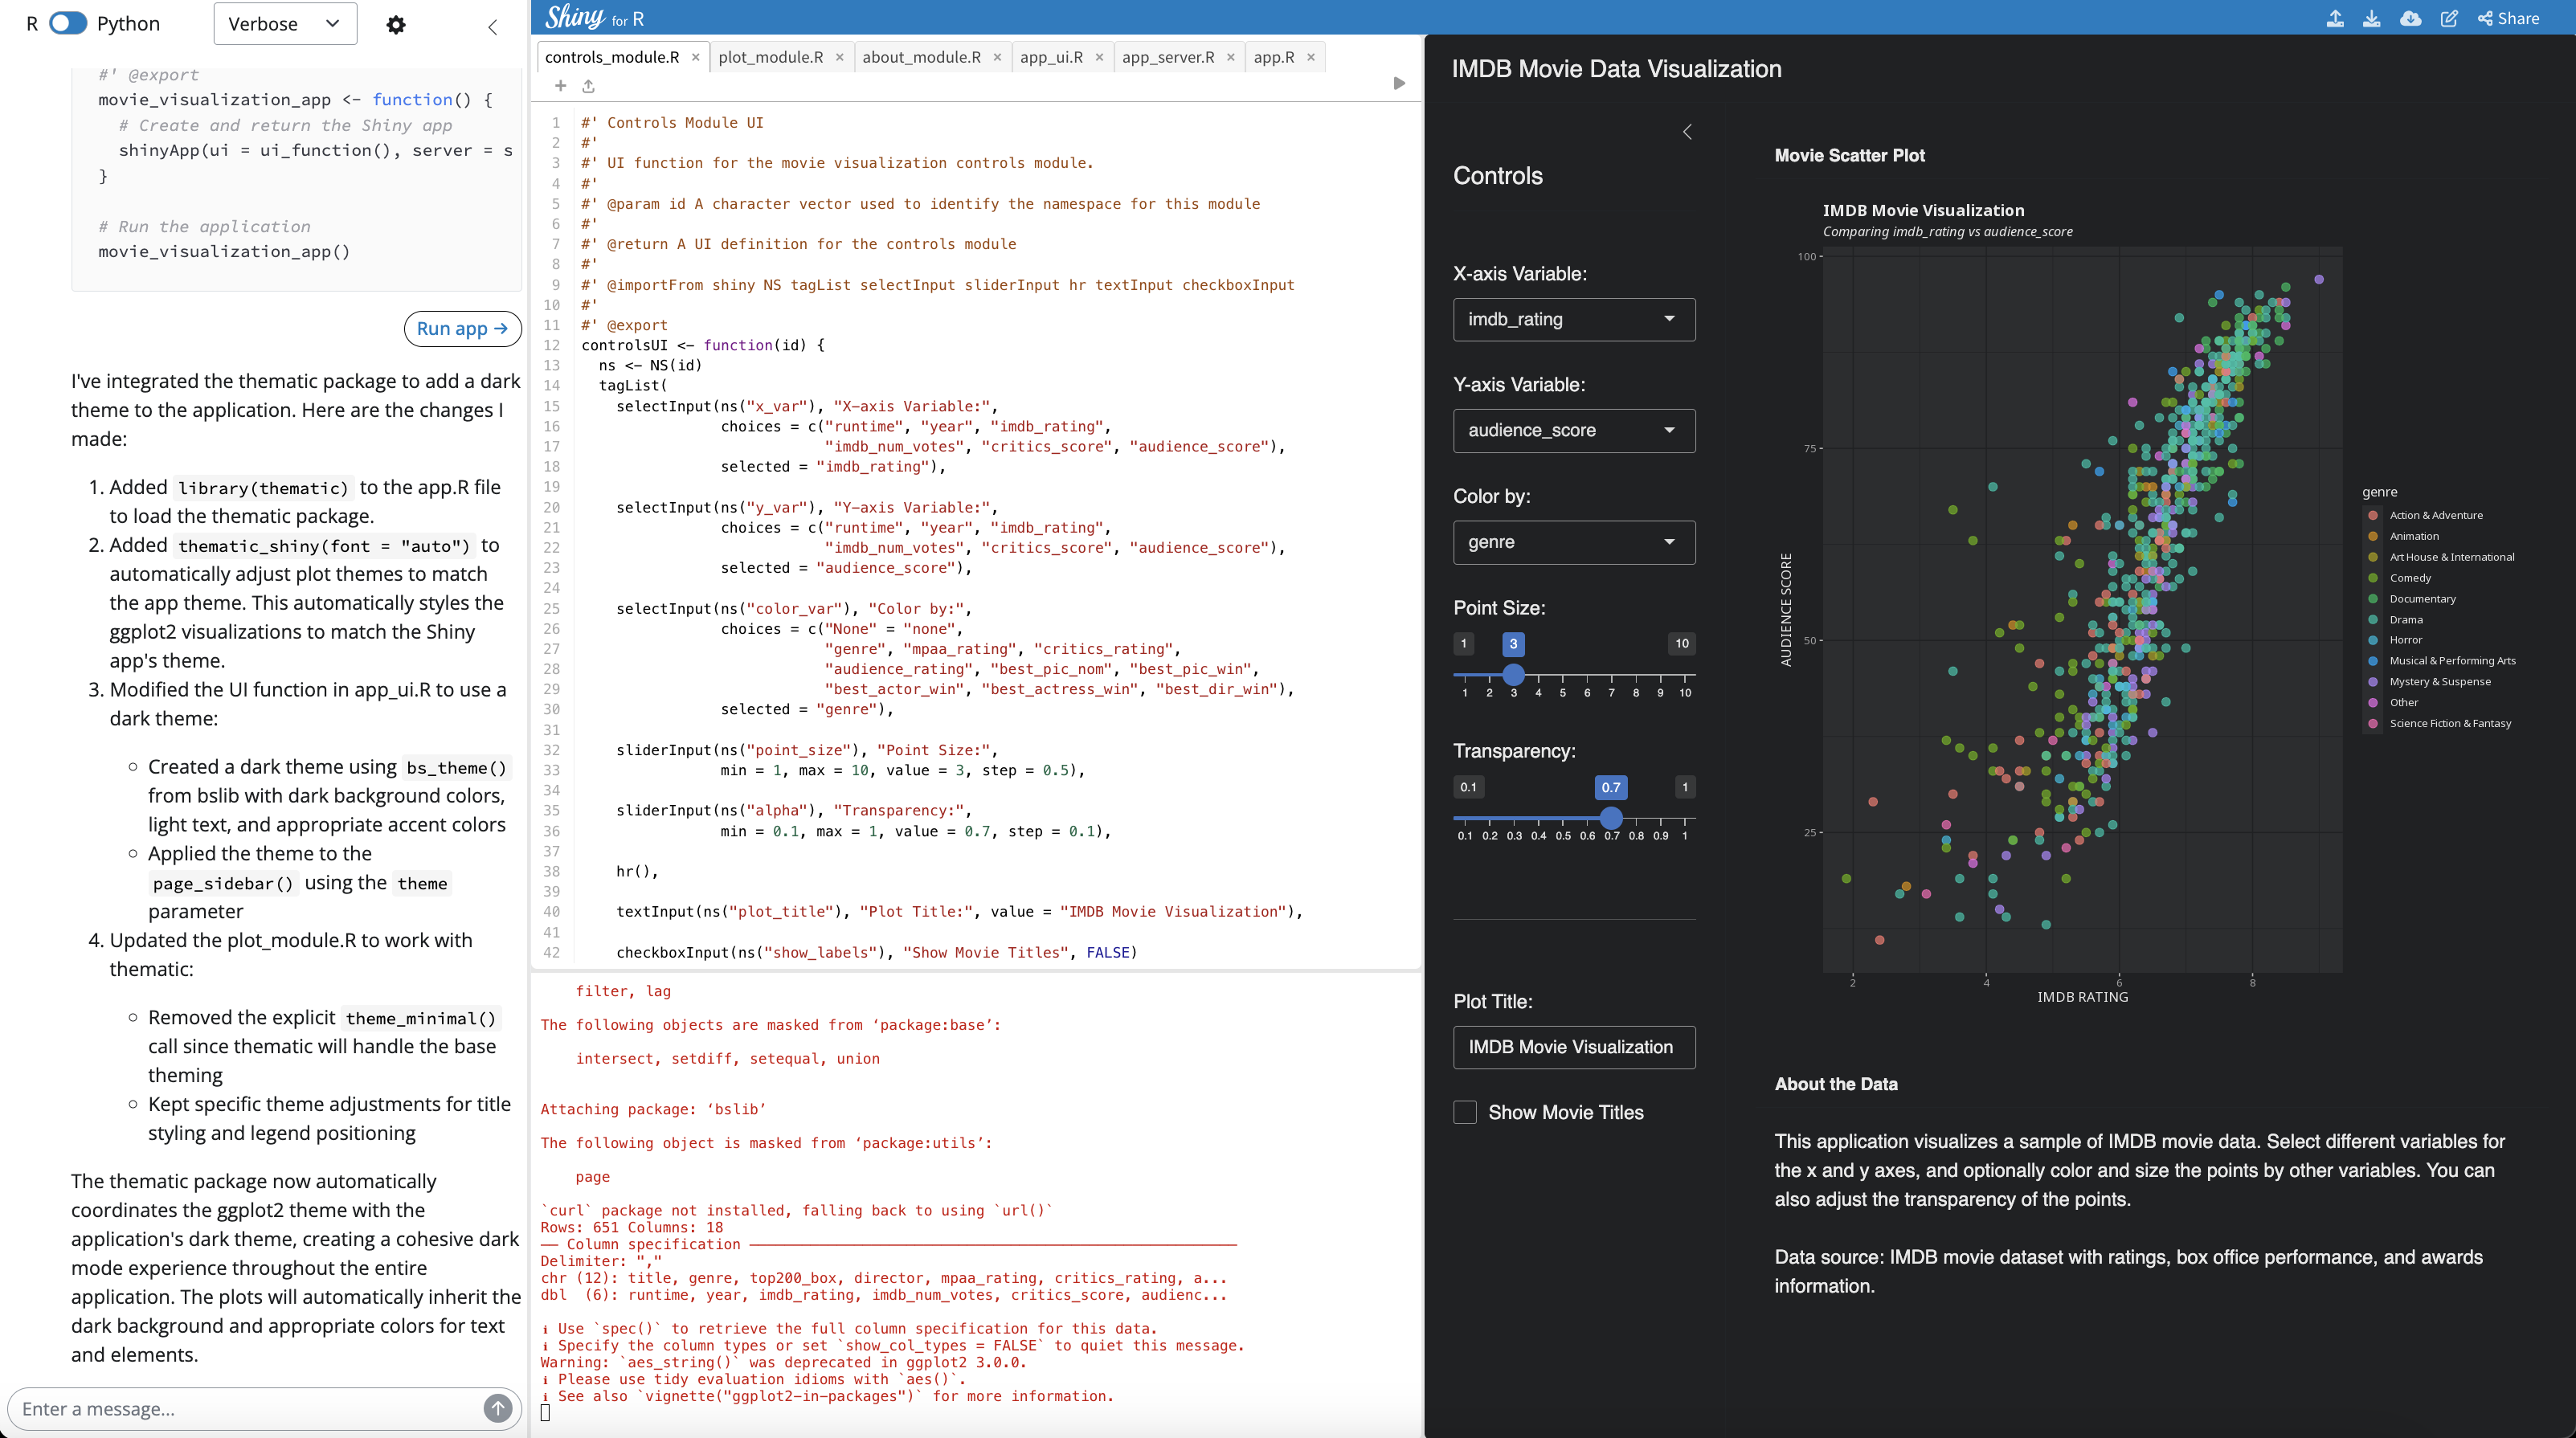 R Python Verbose
#' @export
movie_visualization_app <- function() {
# Create and return the Shiny app
shinyApp(ui = ui_function(), server = s
}
# Run the application
movie_visualization_app()
Run app →
I've integrated the thematic package to add a dark
theme to the application. Here are the changes I
made:
1. Added library(thematic) to the app.R file
to load the thematic package.
2. Added thematic_shiny(font = "auto") to
automatically adjust plot themes to match
the app theme. This automatically styles the
ggplot2 visualizations to match the Shiny
app's theme.
3. Modified the UI function in app_ui.R to use a
dark theme:
Created a dark theme using bs_theme()
from bslib with dark background colors,
light text, and appropriate accent colors
Applied the theme to the
page_sidebar() using the theme
parameter
4. Updated the plot_module.R to work with
thematic:
Removed the explicit theme_minimal()
call since thematic will handle the base
theming
Kept specific theme adjustments for title
styling and legend positioning
The thematic package now automatically
coordinates the ggplot2 theme with the
application's dark theme, creating a cohesive dark
mode experience throughout the entire
application. The plots will automatically inherit the
dark background and appropriate colors for text
and elements.
Enter a message...
Shiny for R
Share
controls_module.R × plot_module.R × about_module.R × app_ui.R × app_server.R × app.R ×
1 #' Controls Module UI
2 #'
3 #' UI function for the movie visualization controls module.
4 #'
5 #' @param id A character vector used to identify the namespace for this module
6 #'
7 #' @return A UI definition for the controls module
8 #'
9 #' @importFrom shiny NS tagList selectInput sliderInput hr textInput checkboxInput
10 #'
11 #' @export
12 controlsUI <- function(id) {
13 ns <- NS(id)
14 tagList(
15 selectInput(ns("x_var"), "X-axis Variable:",
16 choices = c("runtime", "year", "imdb_rating",
17 "imdb_num_votes", "critics_score", "audience_score"),
18 selected = "imdb_rating"),
19
20 selectInput(ns("y_var"), "Y-axis Variable:",
21 choices = c("runtime", "year", "imdb_rating",
22 "imdb_num_votes", "critics_score", "audience_score"),
23 selected = "audience_score"),
24
25 selectInput(ns("color_var"), "Color by:",
26 choices = c("None" = "none",
27 "genre", "mpaa_rating", "critics_rating",
28 "audience_rating", "best_pic_nom", "best_pic_win",
29 "best_actor_win", "best_actress_win", "best_dir_win"),
30 selected = "genre"),
31
32 sliderInput(ns("point_size"), "Point Size:",
33 min = 1, max = 10, value = 3, step = 0.5),
34
35 sliderInput(ns("alpha"), "Transparency:",
36 min = 0.1, max = 1, value = 0.7, step = 0.1),
37
38 hr(),
39
40 textInput(ns("plot_title"), "Plot Title:", value = "IMDB Movie Visualization"),
41
42 checkboxInput(ns("show_labels"), "Show Movie Titles", FALSE)
filter, lag
The following objects are masked from ‘package:base’:
intersect, setdiff, setequal, union
Attaching package: ‘bslib’
The following object is masked from ‘package:utils’:
page
`curl` package not installed, falling back to using `url()`
Rows: 651 Columns: 18
── Column specification ────────
Delimiter: ","
chr (12): title, genre, top200_box, director, mpaa_rating, critics_rating, a...
dbl (6): runtime, year, imdb_rating, imdb_num_votes, critics_score, audienc...
ℹ Use `spec()` to retrieve the full column specification for this data.
ℹ Specify the column types or set `show_col_types = FALSE` to quiet this message.
Warning: `aes_string()` was deprecated in ggplot2 3.0.0.
ℹ Please use tidy evaluation idioms with `aes()`.
ℹ See also `vignette("ggplot2-in-packages")` for more information.
IMDB Movie Data Visualization
Controls
X-axis Variable:
imdb_rating
Y-axis Variable:
audience_score
Color by:
genre
Point Size:
1 3 10
1 2 3 4 5 6 7 8 9 10
Transparency:
0.1 0.7 1
0.1 0.2 0.3 0.4 0.5 0.6 0.7 0.8 0.9 1
Plot Title:
IMDB Movie Visualization
Show Movie Titles
Movie Scatter Plot
IMDB Movie Visualization
Comparing imdb_rating vs audience_score
100
75
50
25
AUDIENCE SCORE
2 4 6 8
IMDB RATING
genre
Action & Adventure
Animation
Art House & International
Comedy
Documentary
Drama
Horror
Musical & Performing Arts
Mystery & Suspense
Other
Science Fiction & Fantasy
About the Data
This application visualizes a sample of IMDB movie data. Select different variables for
the x and y axes, and optionally color and size the points by other variables. You can
also adjust the transparency of the points.
Data source: IMDB movie dataset with ratings, box office performance, and awards
information.